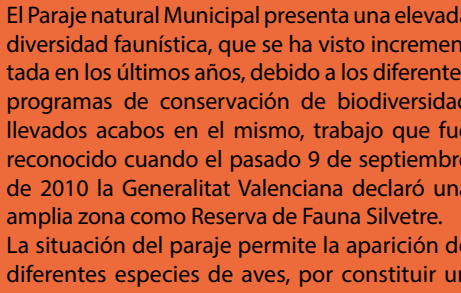 El Paraje natural Municipal presenta una elevada
diversidad faunística, que se ha visto incremen
tada en los últimos años, debido a los diferente
programas de conservación de biodiversidad
llevados acabos en el mismo, trabajo que fue
reconocido cuando el pasado 9 de septiembre
de 2010 la Generalitat Valenciana declaró una
amplia zona como Reserva de Fauna Silvetre.
La situación del paraje permite la aparición de
diferentes especies de aves, por constituir un